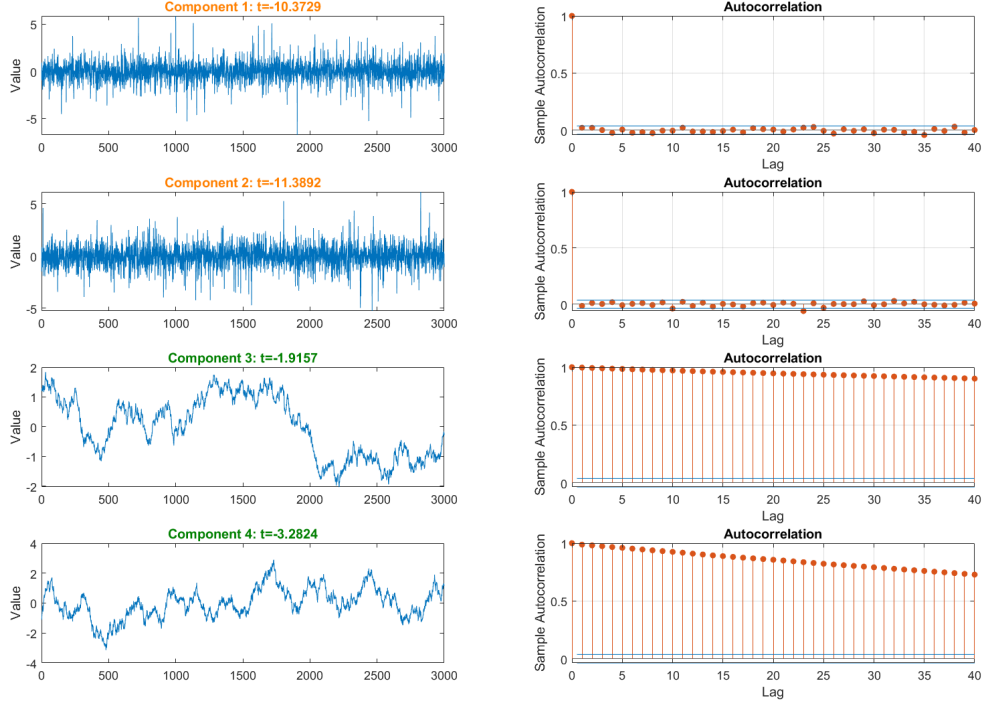 Component 1: t=-10.3729
Value
5
0
-5
0 500 1000 1500 2000 2500 3000
Autocorrelation
Sample Autocorrelation
1
0.5
0
0 5 10 15 20 25 30 35 40
Lag
Component 2: t=-11.3892
Value
5
0
-5
0 500 1000 1500 2000 2500 3000
Autocorrelation
Sample Autocorrelation
1
0.5
0
0 5 10 15 20 25 30 35 40
Lag
Component 3: t=-1.9157
Value
2
1
0
-1
-2
0 500 1000 1500 2000 2500 3000
Autocorrelation
Sample Autocorrelation
1
0.5
0
0 5 10 15 20 25 30 35 40
Lag
Component 4: t=-3.2824
Value
4
2
0
-2
-4
0 500 1000 1500 2000 2500 3000
Autocorrelation
Sample Autocorrelation
1
0.5
0
0 5 10 15 20 25 30 35 40
Lag